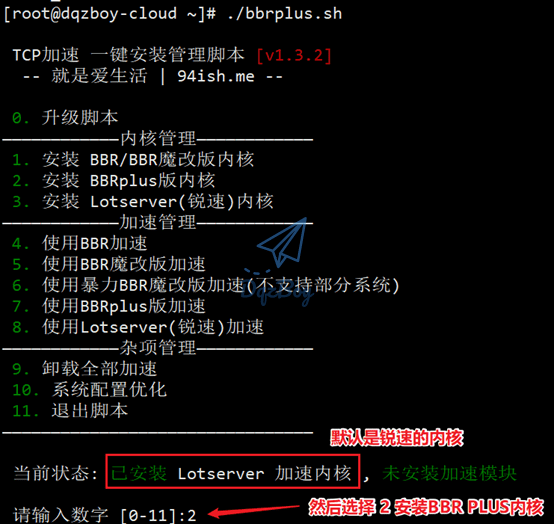 [root@dqzboy-cloud ~]# ./bbrplus.sh
TCP加速 一键安装管理脚本 [v1.3.2]
-- 就是爱生活 | 94ish.me --
0. 升级脚本
————————————内核管理————————————
1. 安装 BBR/BBR魔改版内核
2. 安装 BBRplus版内核
3. 安装 Lotserver(锐速)内核
————————————加速管理————————————
4. 使用BBR加速
5. 使用BBR魔改版加速
6. 使用暴力BBR魔改版加速(不支持部分系统)
7. 使用BBRplus版加速
8. 使用Lotserver(锐速)加速
DqzBoy
————————————杂项管理————————————
9. 卸载全部加速
10. 系统配置优化
11. 退出脚本
————————————————————————————————
默认是锐速的内核
当前状态: 已安装 Lotserver 加速内核 , 未安装加速模块
请输入数字 [0-11]:2
然后选择 2 安装BBR PLUS内核